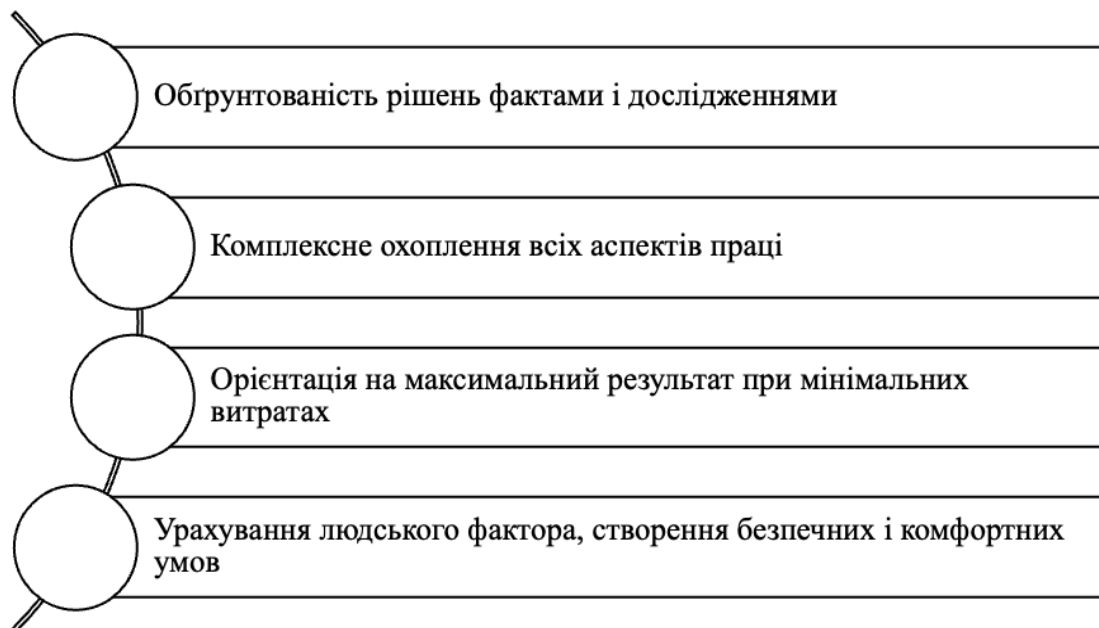 Обґрунтованість рішень фактами і дослідженнями
Комплексне охоплення всіх аспектів праці
Орієнтація на максимальний результат при мінімальних
витратах
Урахування людського фактора, створення безпечних і комфортних
умов